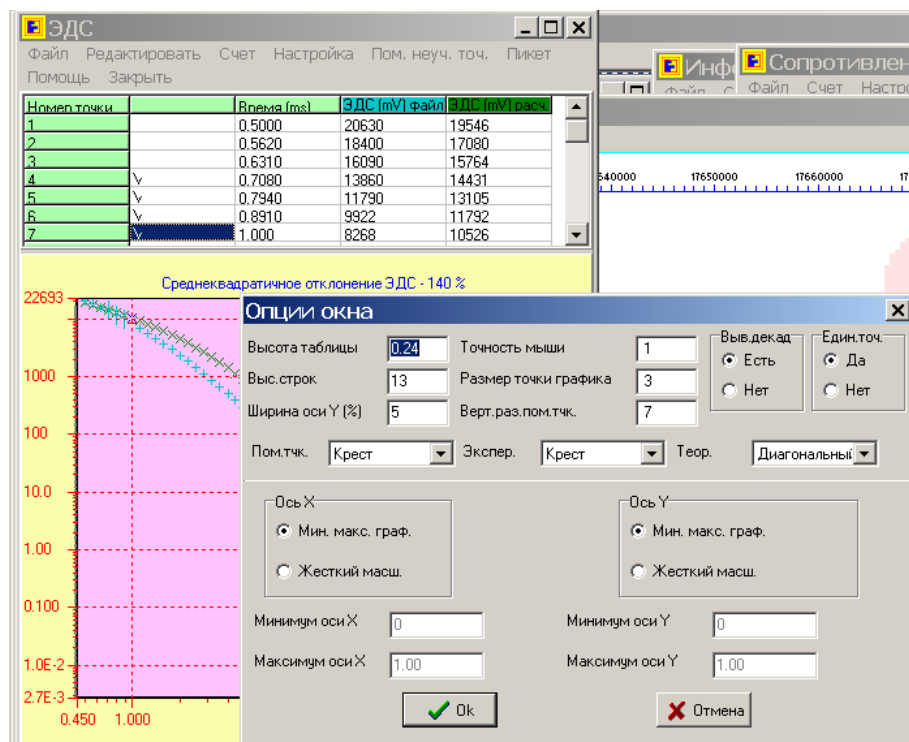 ЭДС
Файл Редактировать Счет Настройка Пом. неуч. точ. Пикет
Помощь Закрыть
Номер точки Время (ms) ЭДС (mV) Файл ЭДС (mV) расч.
1 0.5000 20630 19546
2 0.5620 18400 17080
3 0.6310 16090 15764
4 V 0.7080 13860 14431
5 V 0.7940 11790 13105
6 V 0.8910 9922 11792
7 V 1.000 8268 10526
Инфо
Сопротивлен
Файл С
Файл Счет Настро
640000 17650000 17660000 17
Среднеквадратичное отклонение ЭДС - 140 %
22693
1000
100
10.0
1.00
0.100
1.0E-2
2.7E-3
0.450 1.000
Опции окна
Высота таблицы 0.24 Точность мыши 1
Выс.строк 13 Размер точки графика 3
Ширина оси Y (%) 5 Верт.раз.пом.тчк. 7
Выв.декад
Есть
Нет
Един.точ.
Да
Нет
Пом.тчк. Крест Экспер. Крест Теор. Диагональный
Ось X
Мин. макс. граф.
Жесткий масш.
Ось Y
Мин. макс. граф.
Жесткий масш.
Минимум оси X 0 Минимум оси Y 0
Максимум оси X 1.00 Максимум оси Y 1.00
Ok Отмена